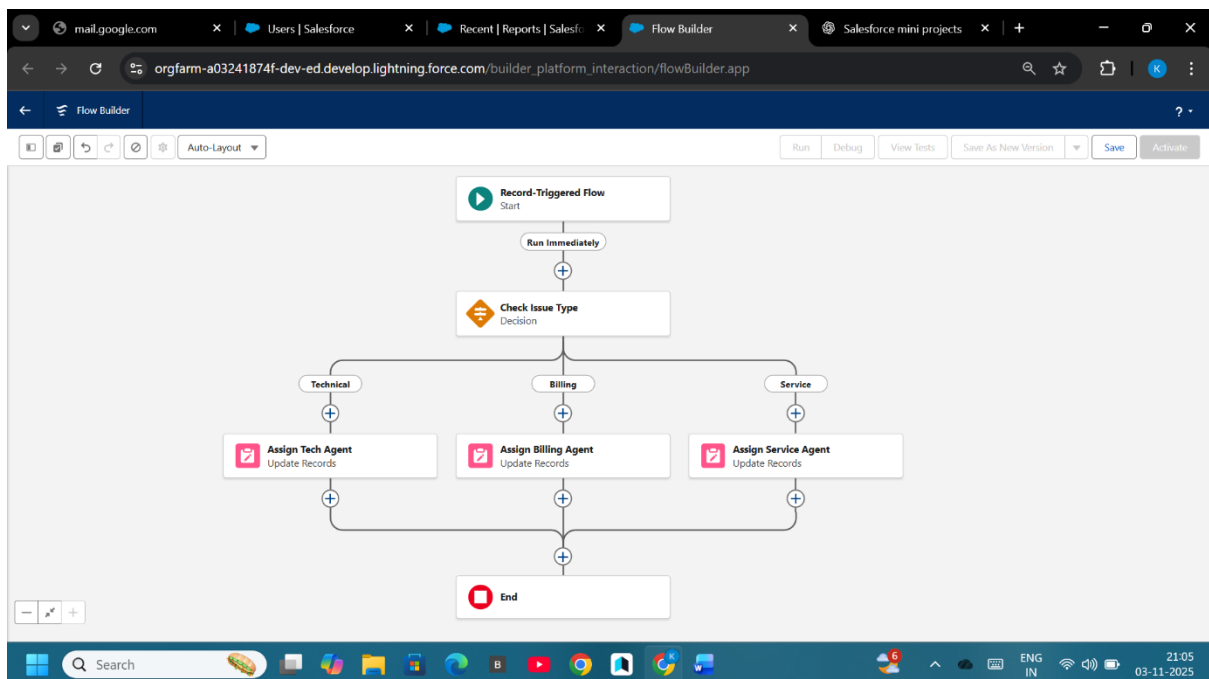 mail.google.com
Users | Salesforce
Recent | Reports | Salesfo
Flow Builder
Salesforce mini projects
orgfarm-a03241874f-dev-ed.develop.lightning.force.com/builder_platform_interaction/flowBuilder.app
K
Flow Builder
?
Auto-Layout
Run
Debug
View Tests
Save As New Version
Save
Activate
Record-Triggered Flow
Start
Run Immediately
Check Issue Type
Decision
Technical
Billing
Service
Assign Tech Agent
Update Records
Assign Billing Agent
Update Records
Assign Service Agent
Update Records
End
Search
B
K
W
6
ENG
IN
21:05
03-11-2025